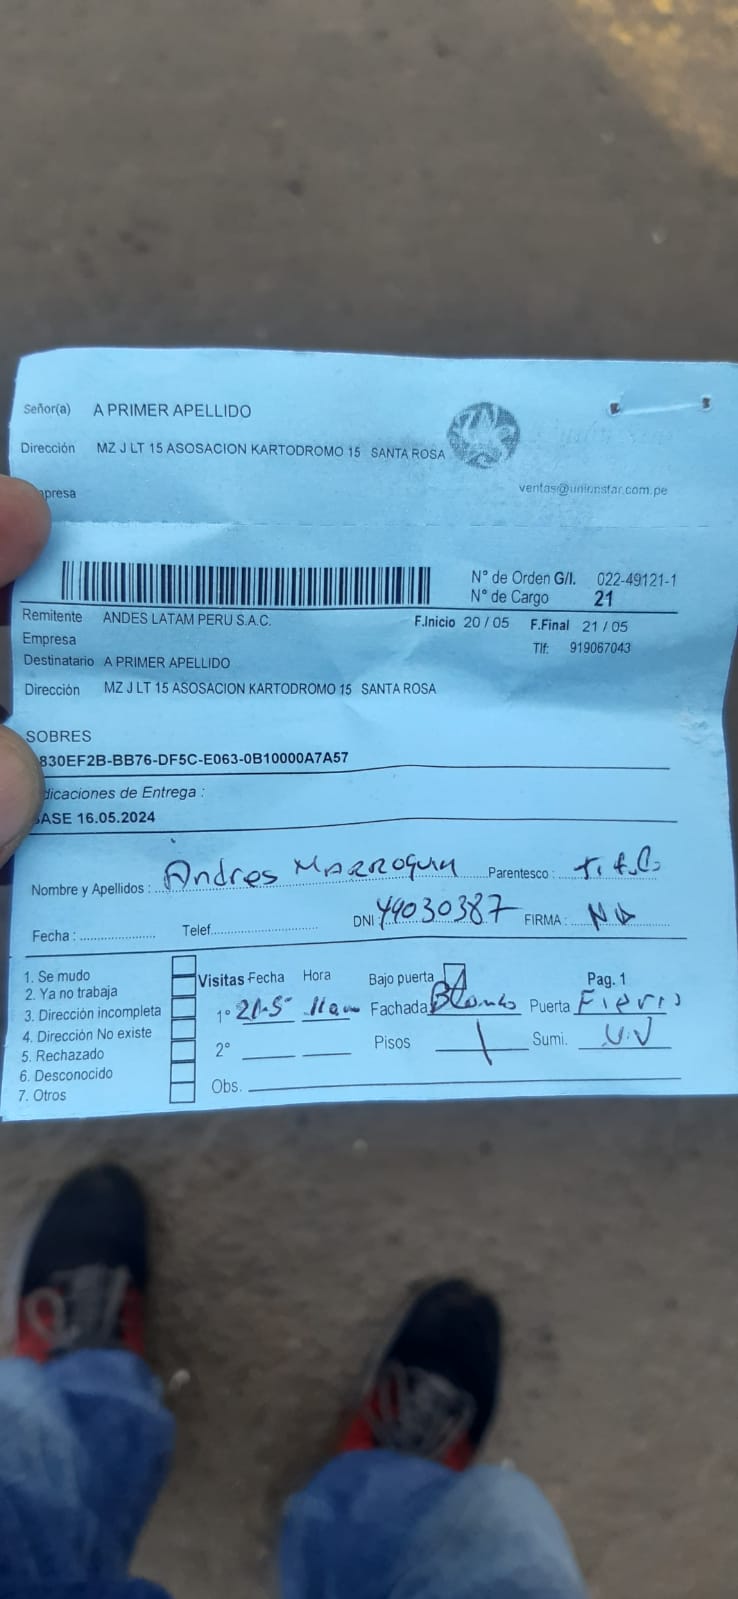 Señor(a) A PRIMER APELLIDO
Dirección MZ J LT 15 ASOSACION KARTODROMO 15 SANTA ROSA
presa ventas@unionstar.com.pe
N° de Orden G/I. 022-49121-1
N° de Cargo 21
Remitente ANDES LATAM PERU S.A.C. F.Inicio 20 / 05 F.Final 21 / 05
Empresa Tlf: 919067043
Destinatario A PRIMER APELLIDO
Dirección MZ J LT 15 ASOSACION KARTODROMO 15 SANTA ROSA
SOBRES
830EF2B-BB76-DF5C-E063-0B10000A7A57
dicaciones de Entrega :
ASE 16.05.2024
Nombre y Apellidos : Andres Marroquin Parentesco :
Fecha : Telef. DNI 44030387 FIRMA :
1. Se mudo
2. Ya no trabaja
3. Dirección incompleta
4. Dirección No existe
5. Rechazado
6. Desconocido
7. Otros
Visitas Fecha Hora Bajo puerta Pag. 1
1° 21-5 11am Fachada Blanco Puerta Fierro
2° Pisos 1 Sumi.
Obs.